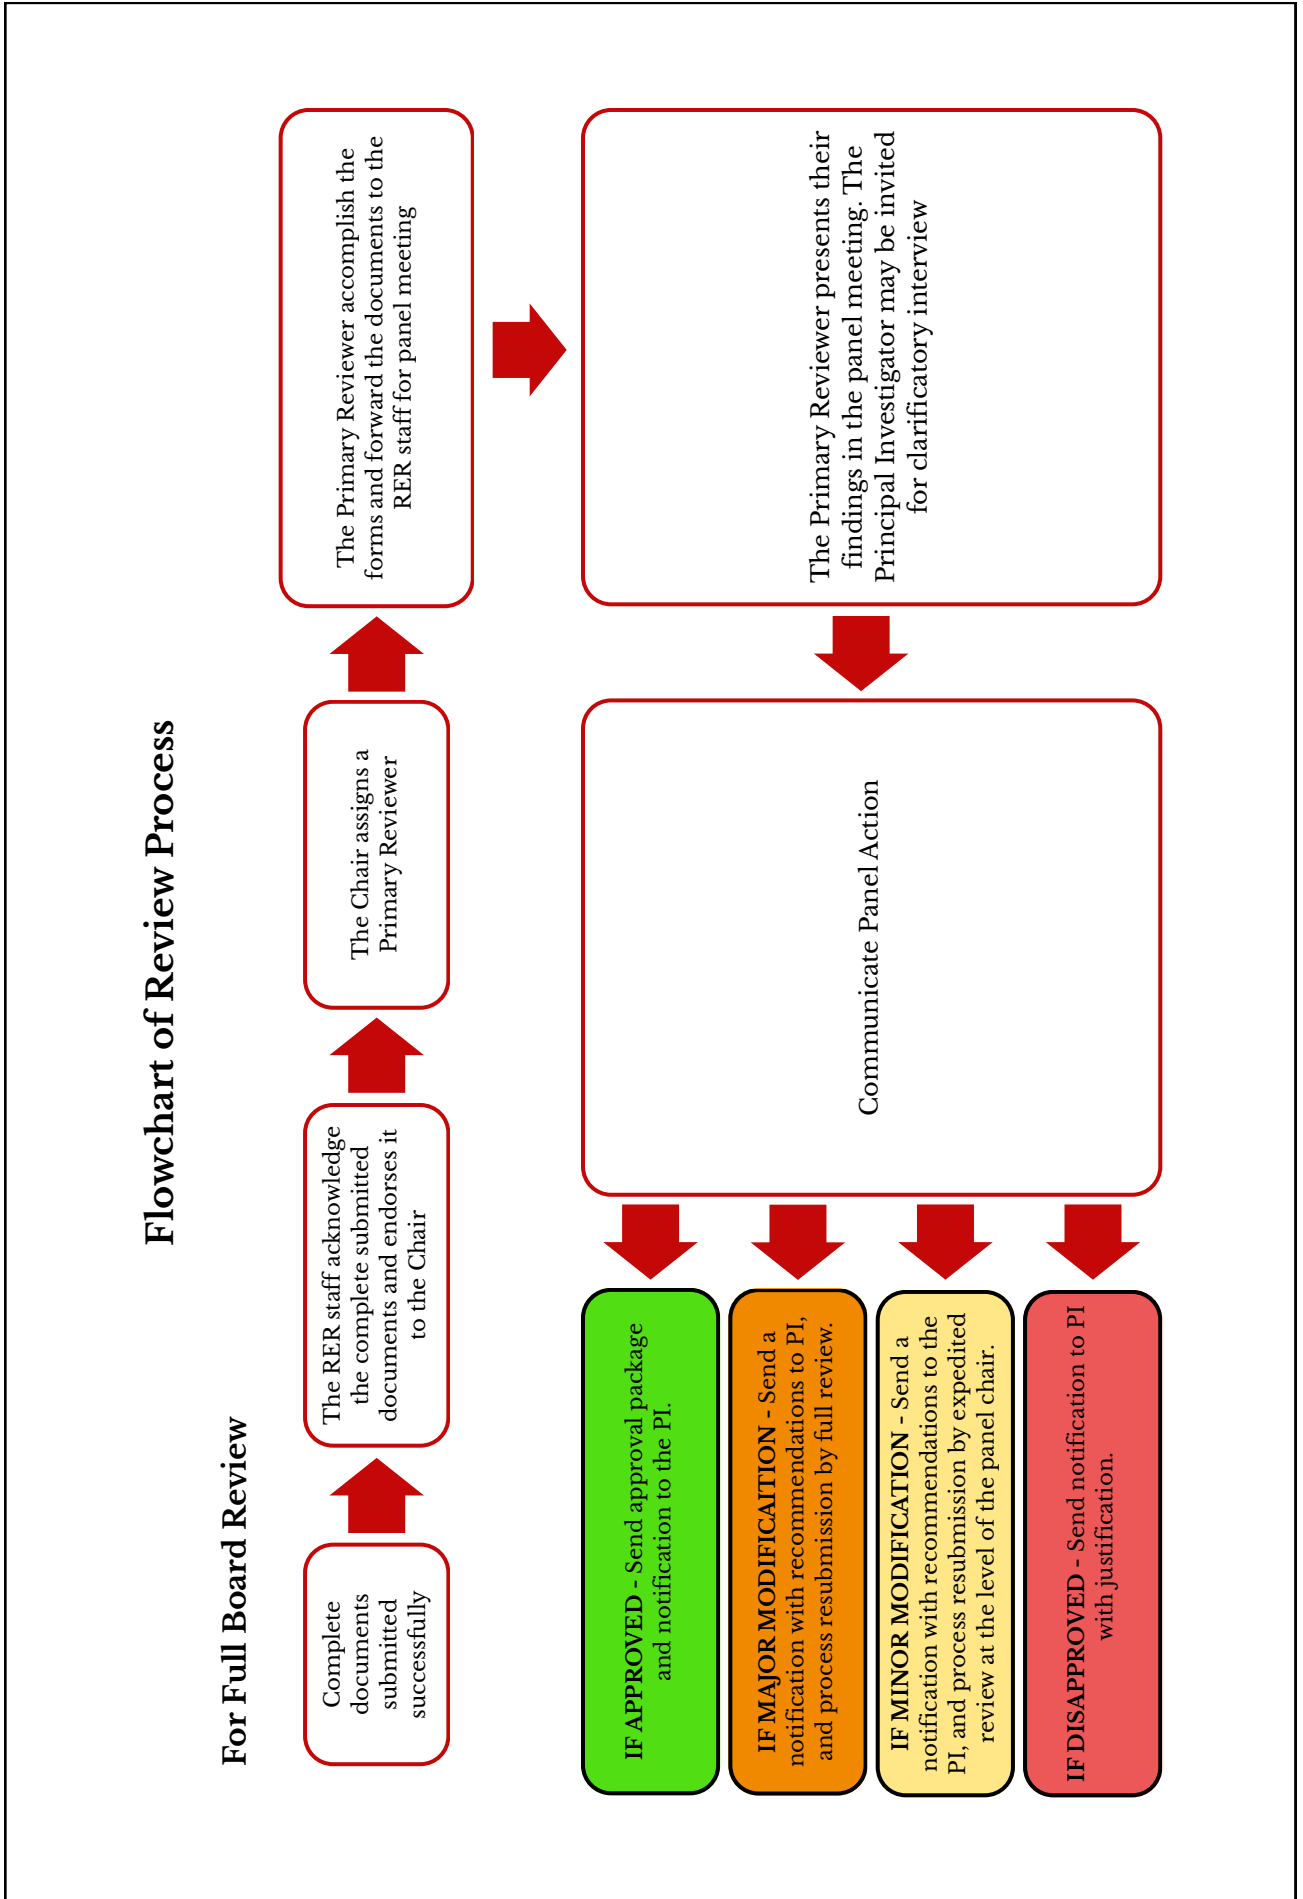 Flowchart of Review Process
For Full Board Review
Complete
documents
submitted
successfully
The RER staff acknowledge
the complete submitted
documents and endorses it
to the Chair
The Chair assigns a
Primary Reviewer
The Primary Reviewer accomplish the
forms and forward the documents to the
RER staff for panel meeting
The Primary Reviewer presents their
findings in the panel meeting. The
Principal Investigator may be invited
for clarificatory interview
Communicate Panel Action
IF APPROVED - Send approval package
and notification to the PI.
IF MAJOR MODIFICAITION - Send a
notification with recommendations to PI,
and process resubmission by full review.
IF MINOR MODIFICATION - Send a
notification with recommendations to the
PI, and process resubmission by expedited
review at the level of the panel chair.
IF DISAPPROVED - Send notification to PI
with justification.